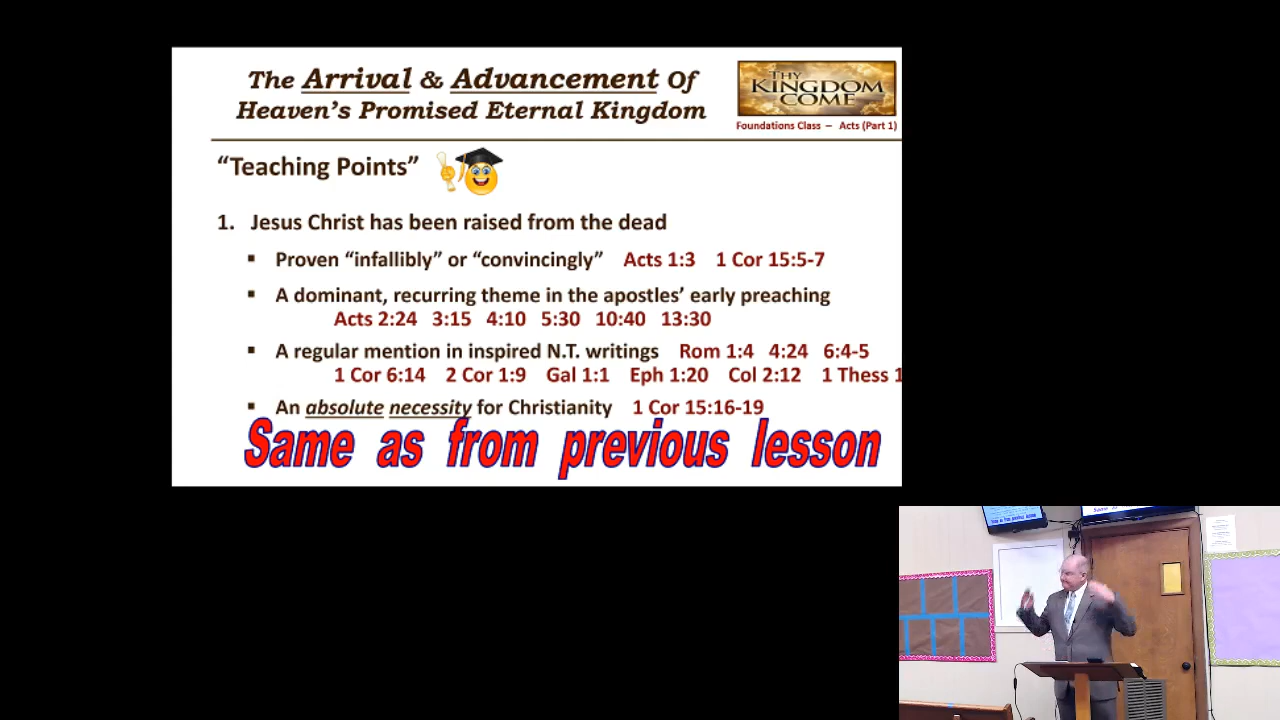 The Arrival & Advancement Of
Heaven's Promised Eternal Kingdom
THY
KINGDOM
COME
Foundations Class – Acts (Part 1)
“Teaching Points”
1. Jesus Christ has been raised from the dead
▪ Proven “infallibly” or “convincingly” Acts 1:3 1 Cor 15:5-7
▪ A dominant, recurring theme in the apostles’ early preaching
Acts 2:24 3:15 4:10 5:30 10:40 13:30
▪ A regular mention in inspired N.T. writings Rom 1:4 4:24 6:4-5
1 Cor 6:14 2 Cor 1:9 Gal 1:1 Eph 1:20 Col 2:12 1 Thess 1
▪ An absolute necessity for Christianity 1 Cor 15:16-19
Same as from previous lesson